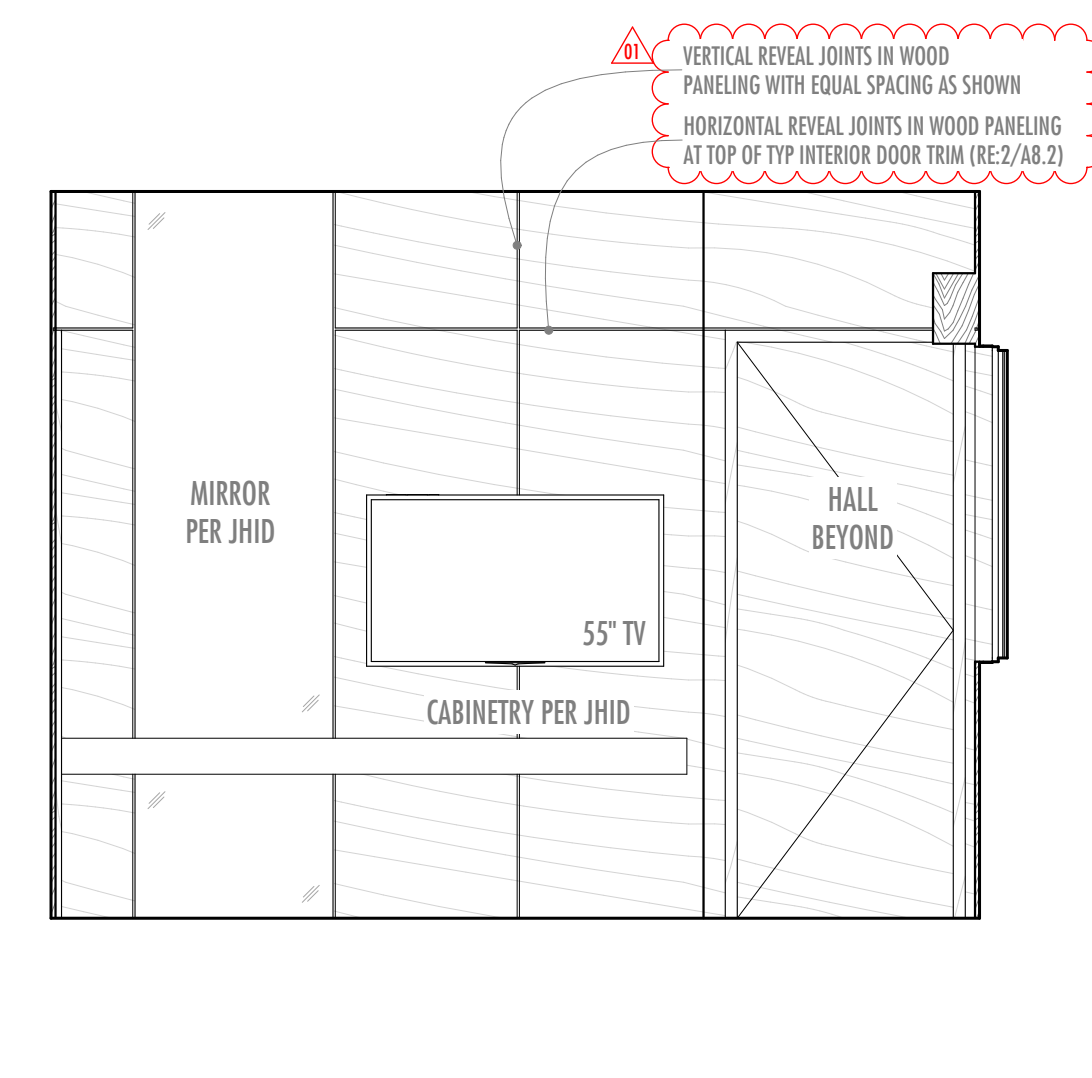 01
VERTICAL REVEAL JOINTS IN WOOD
PANELING WITH EQUAL SPACING AS SHOWN
HORIZONTAL REVEAL JOINTS IN WOOD PANELING
AT TOP OF TYP INTERIOR DOOR TRIM (RE:2/A8.2)
MIRROR
PER JHID
HALL
BEYOND
55" TV
CABINETRY PER JHID